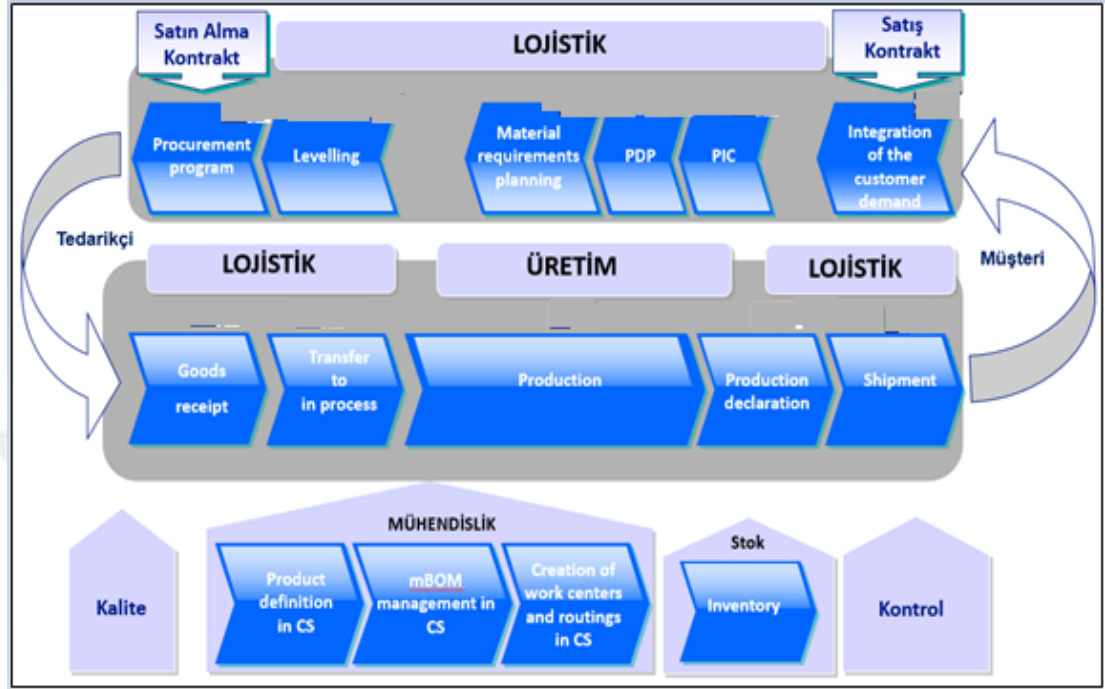 Satın Alma
Kontrakt
LOJİSTİK
Satış
Kontrakt
Procurement
program
Levelling
Material
requirements
planning
PDP
PIC
Integration
of the
customer
demand
Tedarikçi
Müşteri
LOJİSTİK
ÜRETİM
LOJİSTİK
Goods
receipt
Transfer
to
in process
Production
Production
declaration
Shipment
MÜHENDİSLİK
Stok
Kalite
Product
definition
in CS
mBOM
management in
CS
Creation of
work centers
and routings
in CS
Inventory
Kontrol